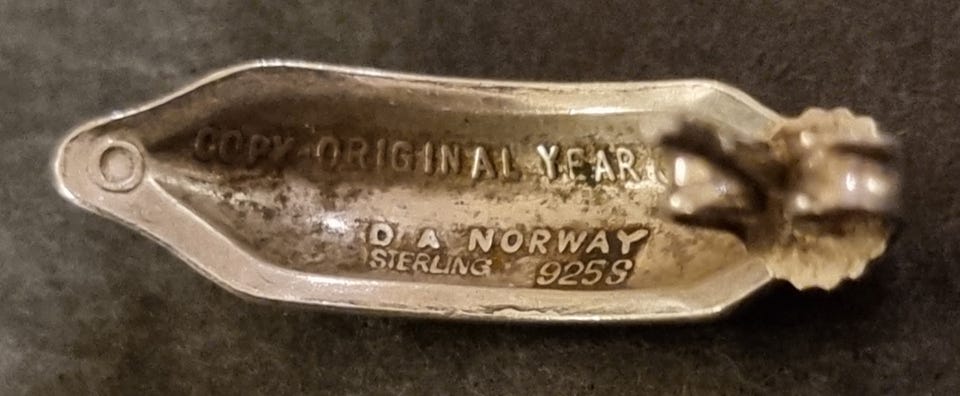 COPY ORIGINAL YEAR
D A NORWAY
STERLING 925S